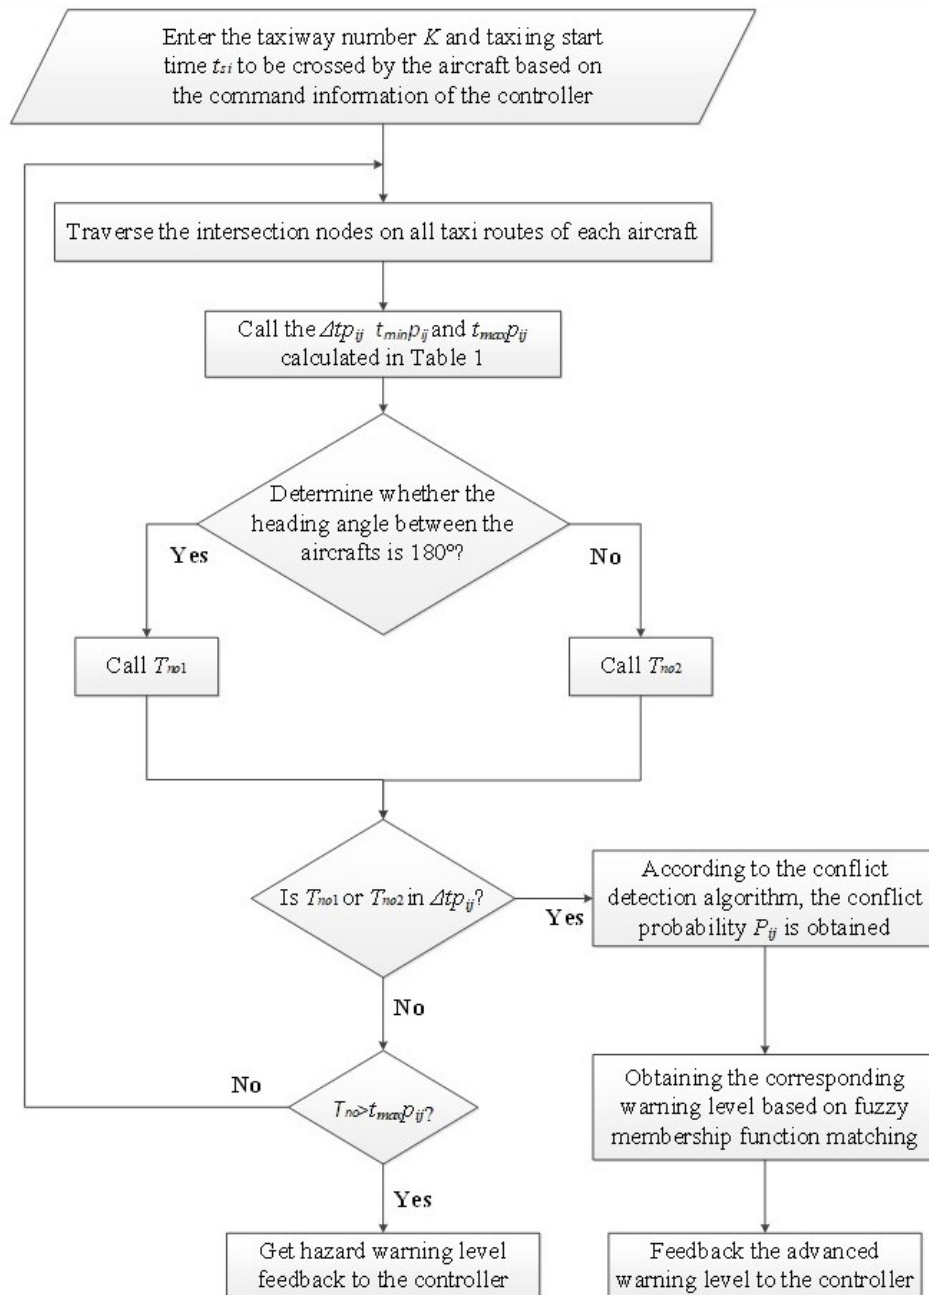 Enter the taxiway number K and taxiing start
time tsi to be crossed by the aircraft based on
the command information of the controller
Traverse the intersection nodes on all taxi routes of each aircraft
Call the Δtpij tminpij and tmaxpij
calculated in Table 1
Determine whether the
heading angle between the
aircrafts is 180°?
Yes
No
Call Tno1
Call Tno2
Is Tno1 or Tno2 in Δtpij?
Yes
According to the conflict
detection algorithm, the conflict
probability Pij is obtained
No
No
Tno>tmaxpij?
Obtaining the corresponding
warning level based on fuzzy
membership function matching
Yes
Get hazard warning level
feedback to the controller
Feedback the advanced
warning level to the controller